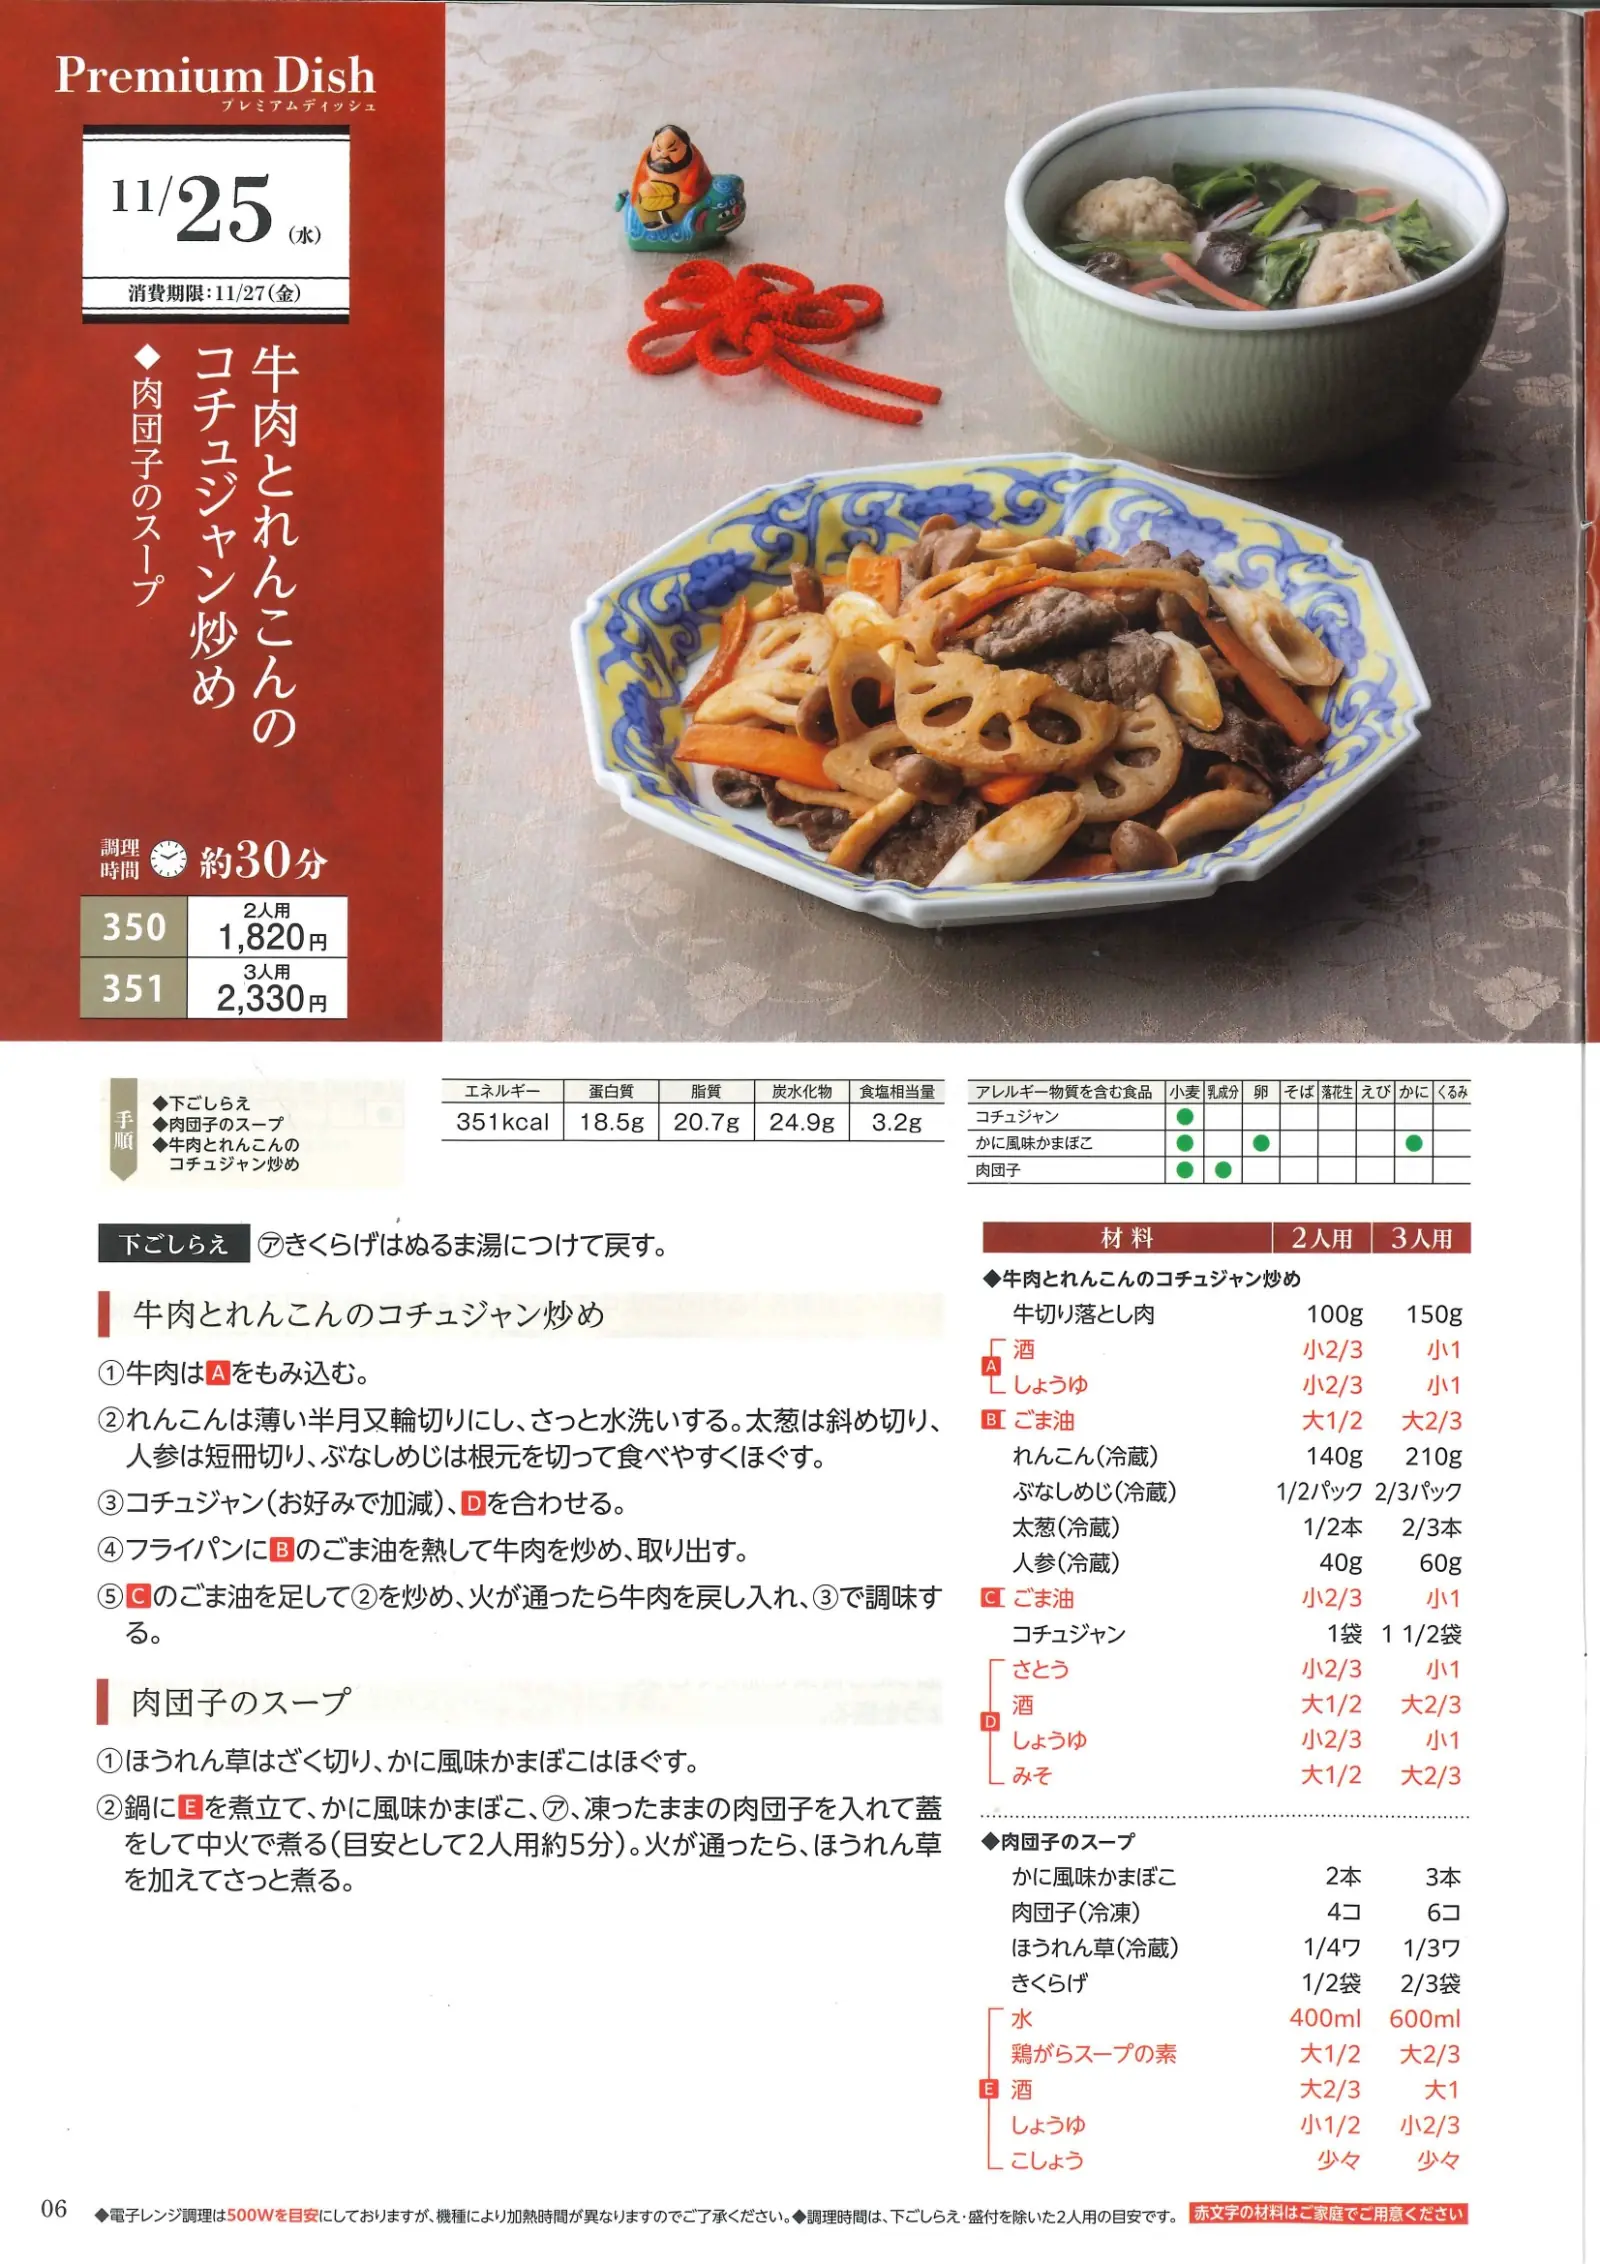 Premium Dish
プレミアムディッシュ
11/25(水)
消費期限:11/27(金)
牛肉とれんこんの
コチュジャン炒め
◆肉団子のスープ
調理時間 約30分
350 2人用 1,820円
351 3人用 2,330円
手順
◆下ごしらえ
◆肉団子のスープ
◆牛肉とれんこんの
コチュジャン炒め
エネルギー 蛋白質 脂質 炭水化物 食塩相当量
351kcal 18.5g 20.7g 24.9g 3.2g
アレルギー物質を含む食品 小麦 乳成分 卵 そば 落花生 えび かに くるみ
コチュジャン ●
かに風味かまぼこ ● ● ●
肉団子 ● ●
下ごしらえ ㋐きくらげはぬるま湯につけて戻す。
牛肉とれんこんのコチュジャン炒め
①牛肉はAをもみ込む。
②れんこんは薄い半月又輪切りにし、さっと水洗いする。太葱は斜め切り、
人参は短冊切り、ぶなしめじは根元を切って食べやすくほぐす。
③コチュジャン(お好みで加減)、Dを合わせる。
④フライパンにBのごま油を熱して牛肉を炒め、取り出す。
⑤Cのごま油を足して②を炒め、火が通ったら牛肉を戻し入れ、③で調味す
る。
肉団子のスープ
①ほうれん草はざく切り、かに風味かまぼこはほぐす。
②鍋にEを煮立て、かに風味かまぼこ、㋐、凍ったままの肉団子を入れて蓋
をして中火で煮る(目安として2人用約5分)。火が通ったら、ほうれん草
を加えてさっと煮る。
材料 2人用 3人用
◆牛肉とれんこんのコチュジャン炒め
牛切り落とし肉 100g 150g
A 酒 小2/3 小1
しょうゆ 小2/3 小1
B ごま油 大1/2 大2/3
れんこん(冷蔵) 140g 210g
ぶなしめじ(冷蔵) 1/2パック 2/3パック
太葱(冷蔵) 1/2本 2/3本
人参(冷蔵) 40g 60g
C ごま油 小2/3 小1
コチュジャン 1袋 1 1/2袋
D さとう 小2/3 小1
酒 大1/2 大2/3
しょうゆ 小2/3 小1
みそ 大1/2 大2/3
◆肉団子のスープ
かに風味かまぼこ 2本 3本
肉団子(冷凍) 4コ 6コ
ほうれん草(冷蔵) 1/4ワ 1/3ワ
きくらげ 1/2袋 2/3袋
E 水 400ml 600ml
鶏がらスープの素 大1/2 大2/3
酒 大2/3 大1
しょうゆ 小1/2 小2/3
こしょう 少々 少々
06 ◆電子レンジ調理は500Wを目安にしておりますが、機種により加熱時間が異なりますのでご了承ください。◆調理時間は、下ごしらえ・盛付を除いた2人用の目安です。 赤文字の材料はご家庭でご用意ください